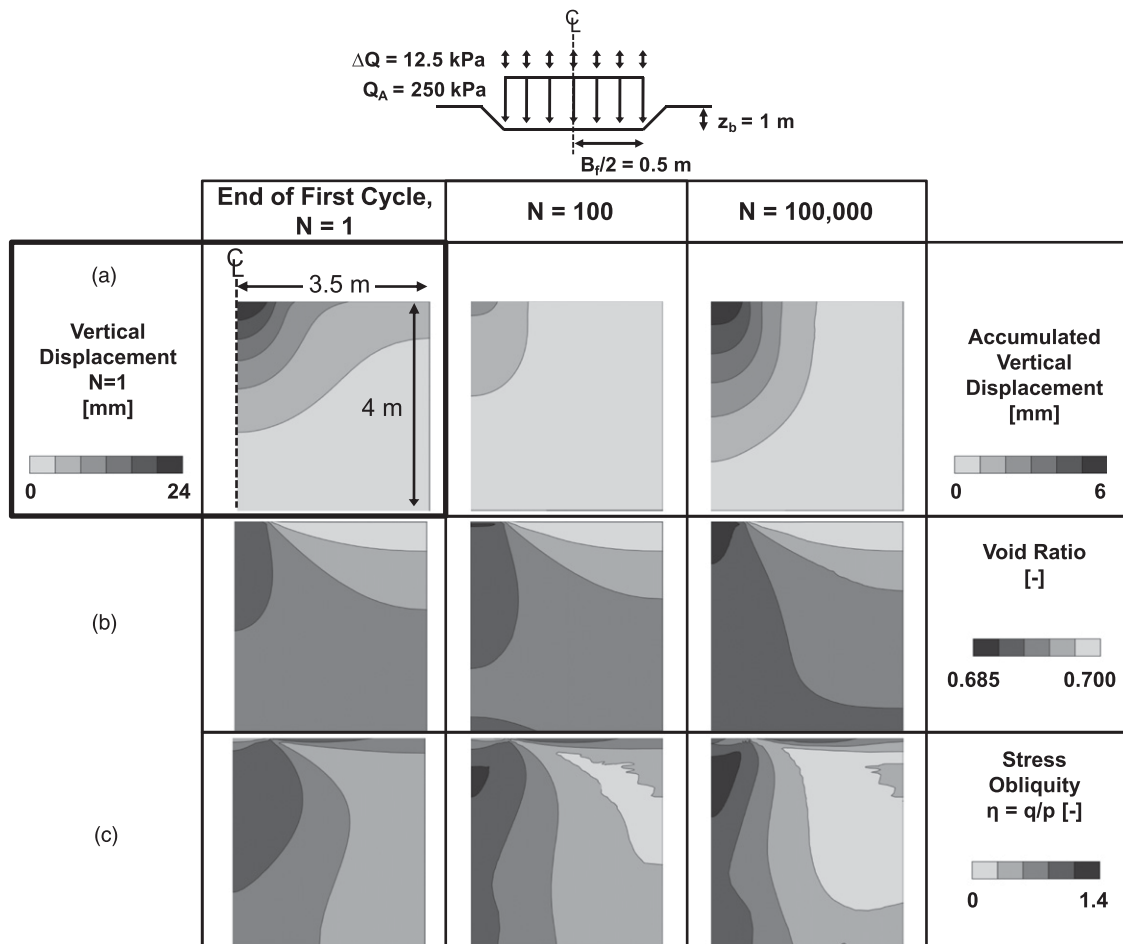 ℄
ΔQ = 12.5 kPa
Q_A = 250 kPa
z_b = 1 m
B_f/2 = 0.5 m
End of First Cycle,
N = 1
N = 100
N = 100,000
(a)
Vertical
Displacement
N=1
[mm]
0 24
℄
3.5 m
4 m
Accumulated
Vertical
Displacement
[mm]
0 6
(b)
Void Ratio
[-]
0.685 0.700
(c)
Stress
Obliquity
η = q/p [-]
0 1.4